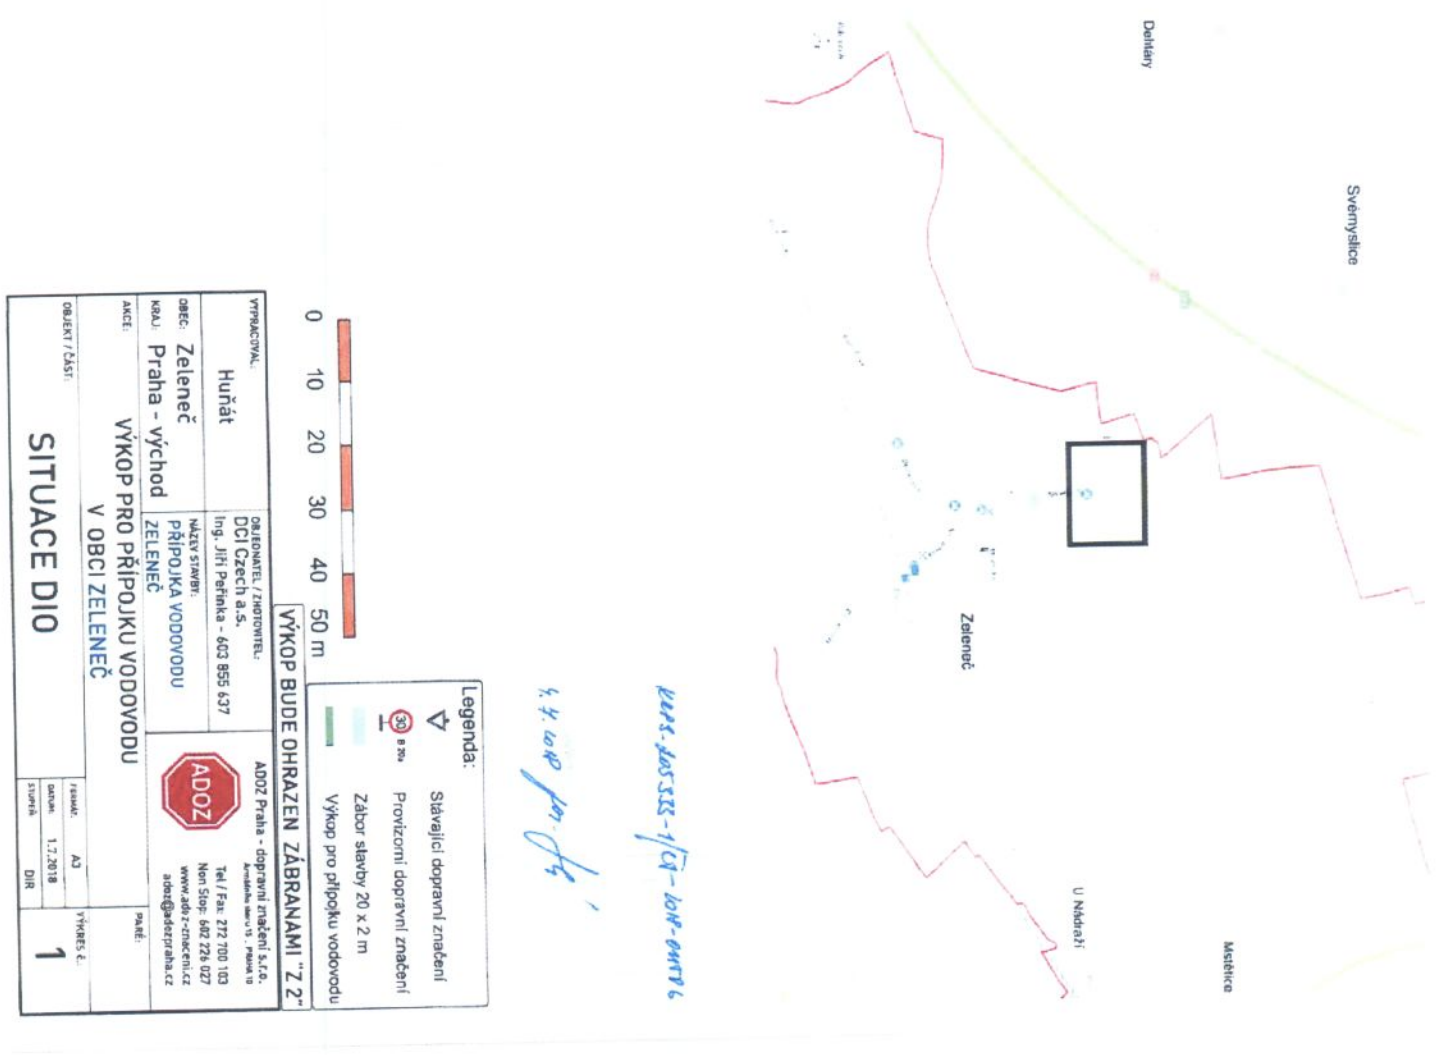 Dehtáry
Svémyslice
Zeleneč
U Nádraží
Mstětice
Legenda:
Stávající dopravní značení
30
B 20a
Provizorní dopravní značení
Zábor stavby 20 x 2 m
Výkop pro přípojku vodovodu
0 10 20 30 40 50 m
VÝKOP BUDE OHRAZEN ZÁBRANAMI "Z 2"
VYPRACOVAL:
Huňát
OBJEDNATEL / ZHOTOVITEL:
DCI Czech a.s.
Ing. Jiří Peřinka - 603 855 637
OBEC: Zeleneč
KRAJ: Praha - východ
NÁZEV STAVBY:
PŘÍPOJKA VODOVODU
ZELENEČ
ADOZ
ADOZ Praha - dopravní značení s.r.o.
Tel / Fax: 272 700 103
Non Stop: 602 226 027
www.adoz-znaceni.cz
adoz@adozpraha.cz
AKCE:
VÝKOP PRO PŘÍPOJKU VODOVODU
V OBCI ZELENEČ
PARÉ:
OBJEKT / ČÁST:
SITUACE DIO
FORMÁT: A3
DATUM: 1.7.2018
STUPEŇ DIR
VÝKRES Č.:
1